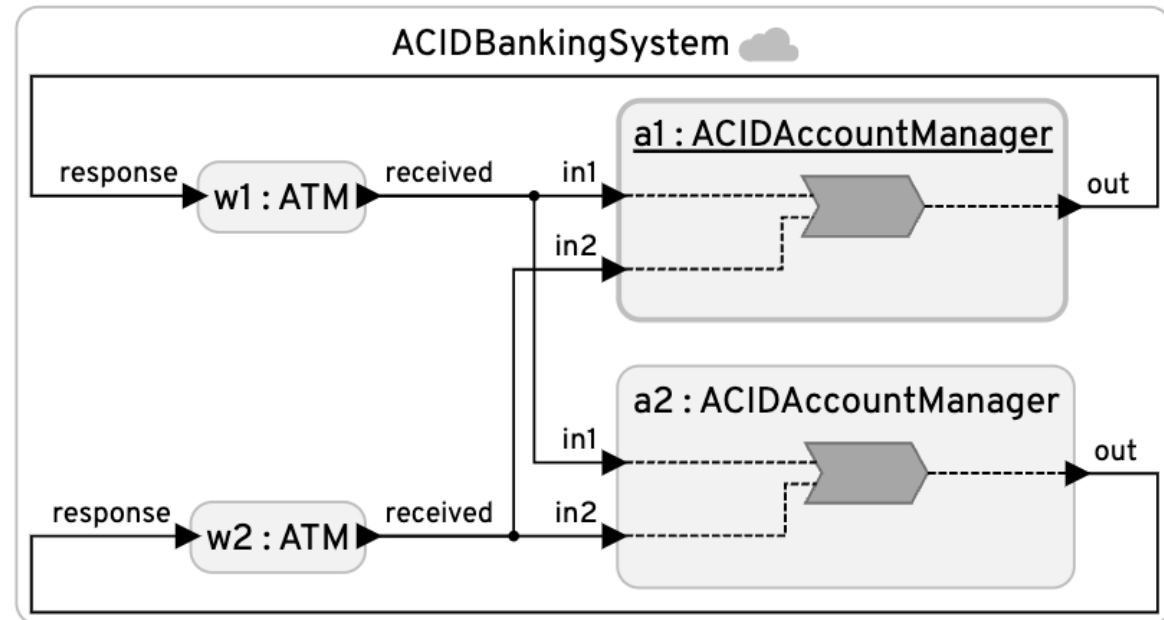 ACIDBankingSystem
a1 : ACIDAccountManager
response
w1 : ATM
received
in1
out
in2
a2 : ACIDAccountManager
in1
out
response
w2 : ATM
received
in2